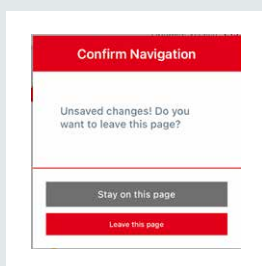 Confirm Navigation
Unsaved changes! Do you
want to leave this page?
Stay on this page
Leave this page